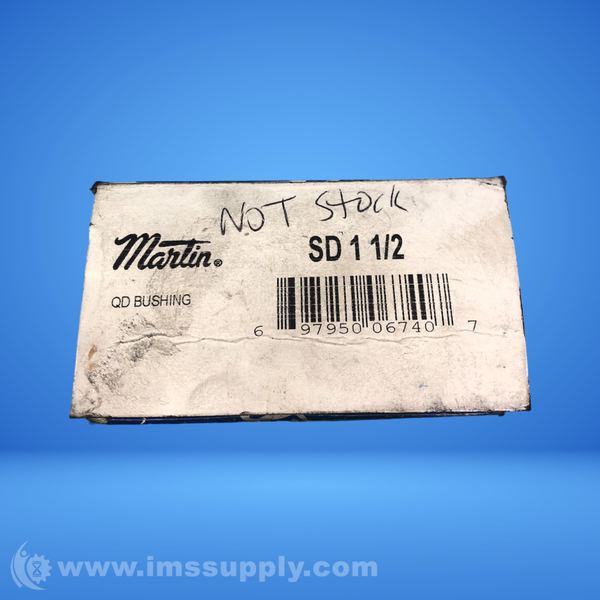 NOT Stock
Martin®
SD 1 1/2
QD BUSHING
6 97950 06740 7
www.imssupply.com